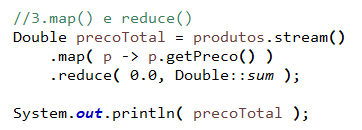 //3.map() e reduce()
Double precoTotal = produtos.stream()
.map( p -> p.getPreco() )
.reduce( 0.0, Double::sum );
System.out.println( precoTotal );